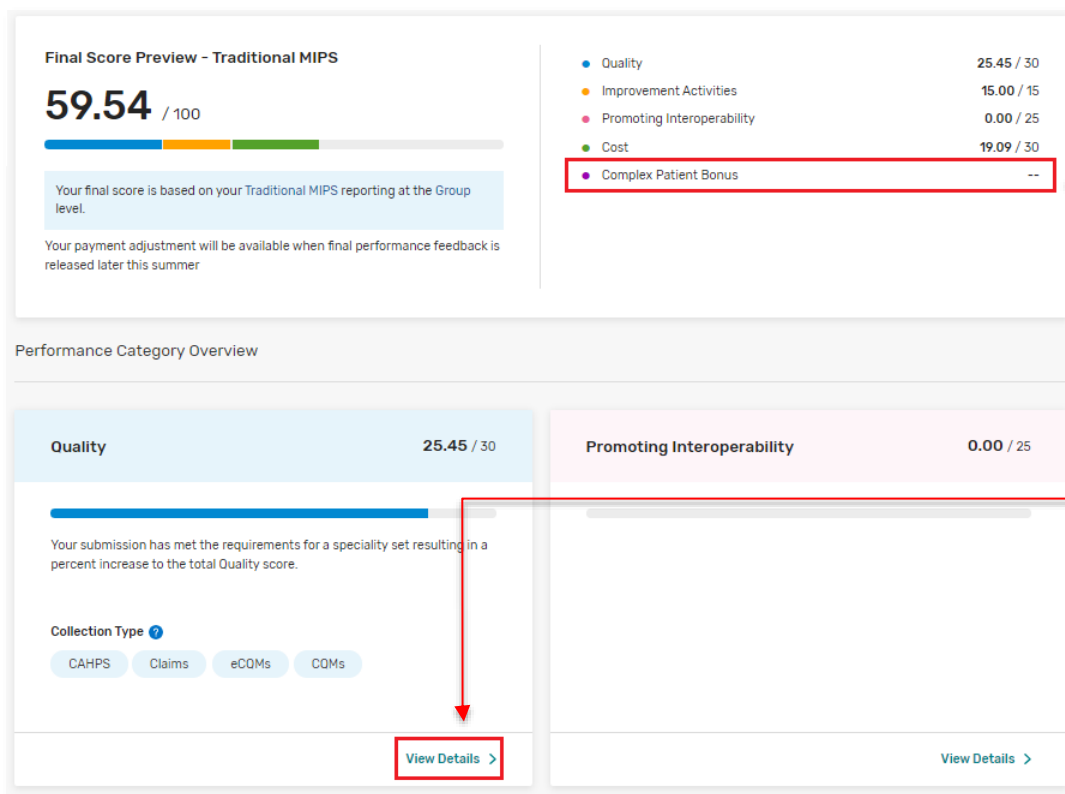 Final Score Preview - Traditional MIPS
59.54 / 100
Your final score is based on your Traditional MIPS reporting at the Group
level.
Your payment adjustment will be available when final performance feedback is
released later this summer
Quality 25.45 / 30
Improvement Activities 15.00 / 15
Promoting Interoperability 0.00 / 25
Cost 19.09 / 30
Complex Patient Bonus --
Performance Category Overview
Quality 25.45 / 30
Your submission has met the requirements for a speciality set resulting in a
percent increase to the total Quality score.
Collection Type ?
CAHPS Claims eCQMs CQMs
View Details >
Promoting Interoperability 0.00 / 25
View Details >